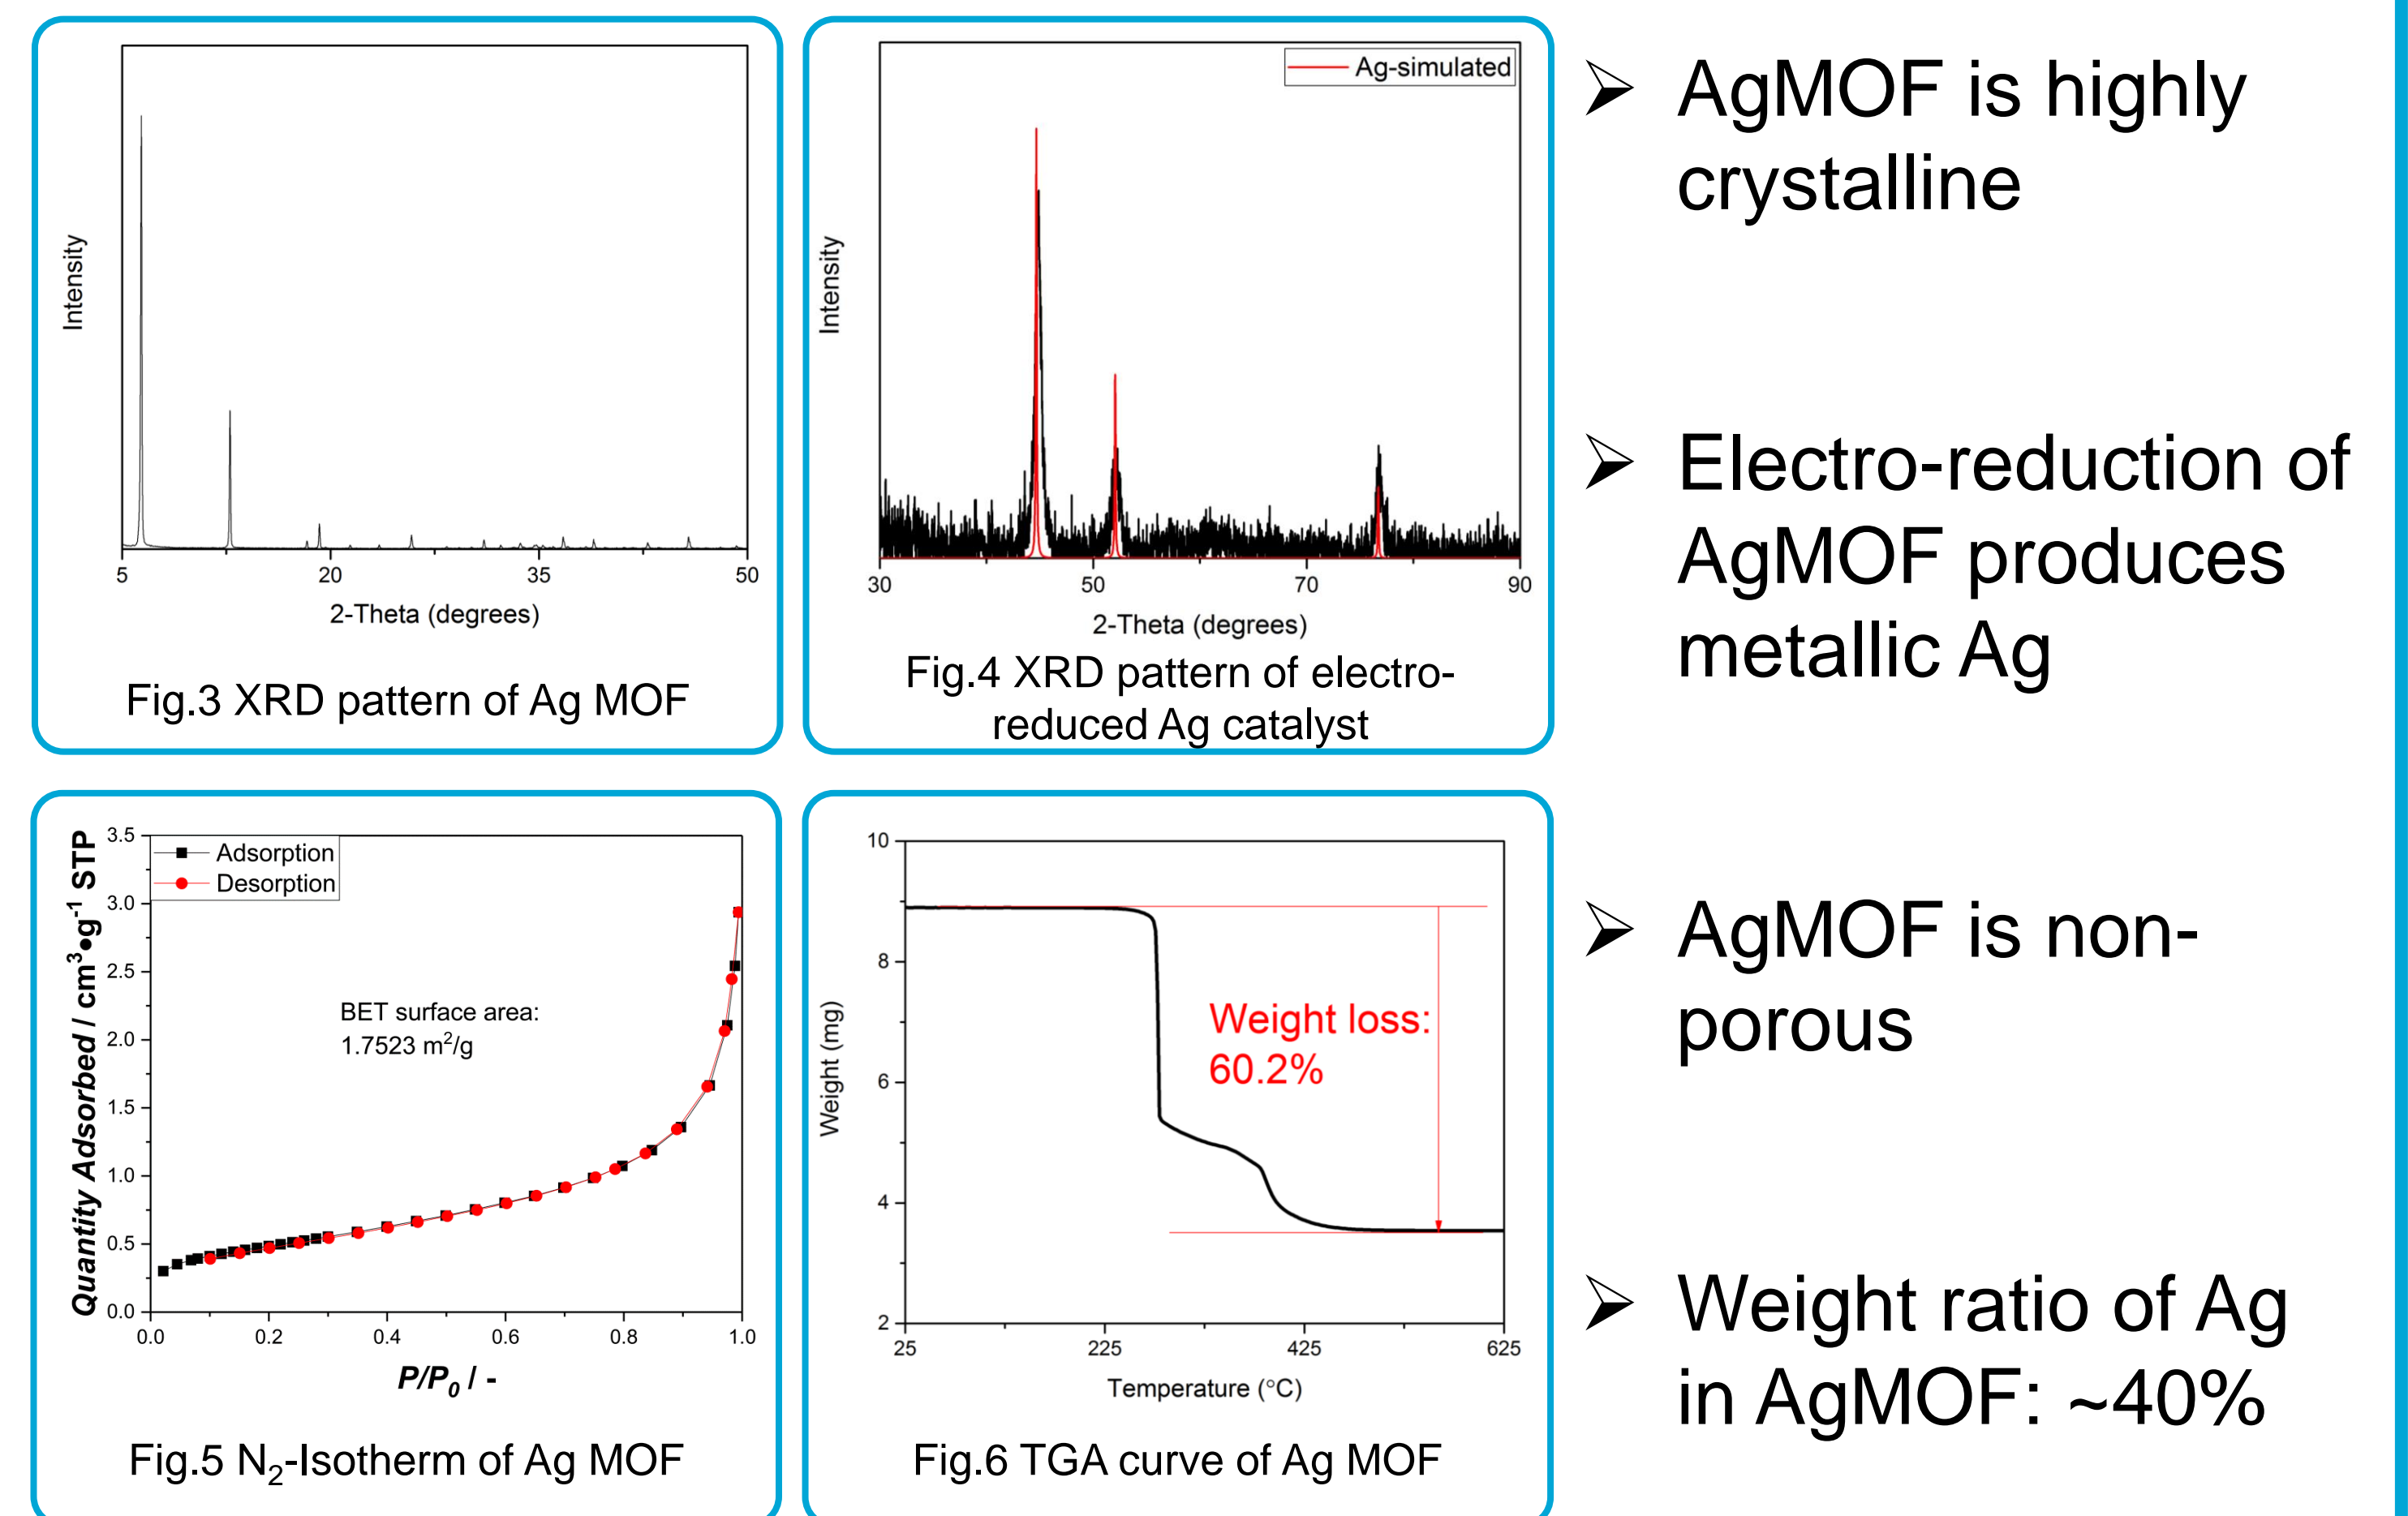 Intensity
5 20 35 50
2-Theta (degrees)
Fig.3 XRD pattern of Ag MOF
Ag-simulated
Intensity
30 50 70 90
2-Theta (degrees)
Fig.4 XRD pattern of electro-
reduced Ag catalyst
➢ AgMOF is highly
crystalline
➢ Electro-reduction of
AgMOF produces
metallic Ag
Quantity Adsorbed / cm³●g⁻¹ STP
3.5
3.0
2.5
2.0
1.5
1.0
0.5
0.0
Adsorption
Desorption
BET surface area:
1.7523 m²/g
0.0 0.2 0.4 0.6 0.8 1.0
P/P₀ / -
Fig.5 N₂-Isotherm of Ag MOF
Weight (mg)
10
8
6
4
2
Weight loss:
60.2%
25 225 425 625
Temperature (°C)
Fig.6 TGA curve of Ag MOF
➢ AgMOF is non-
porous
➢ Weight ratio of Ag
in AgMOF: ~40%